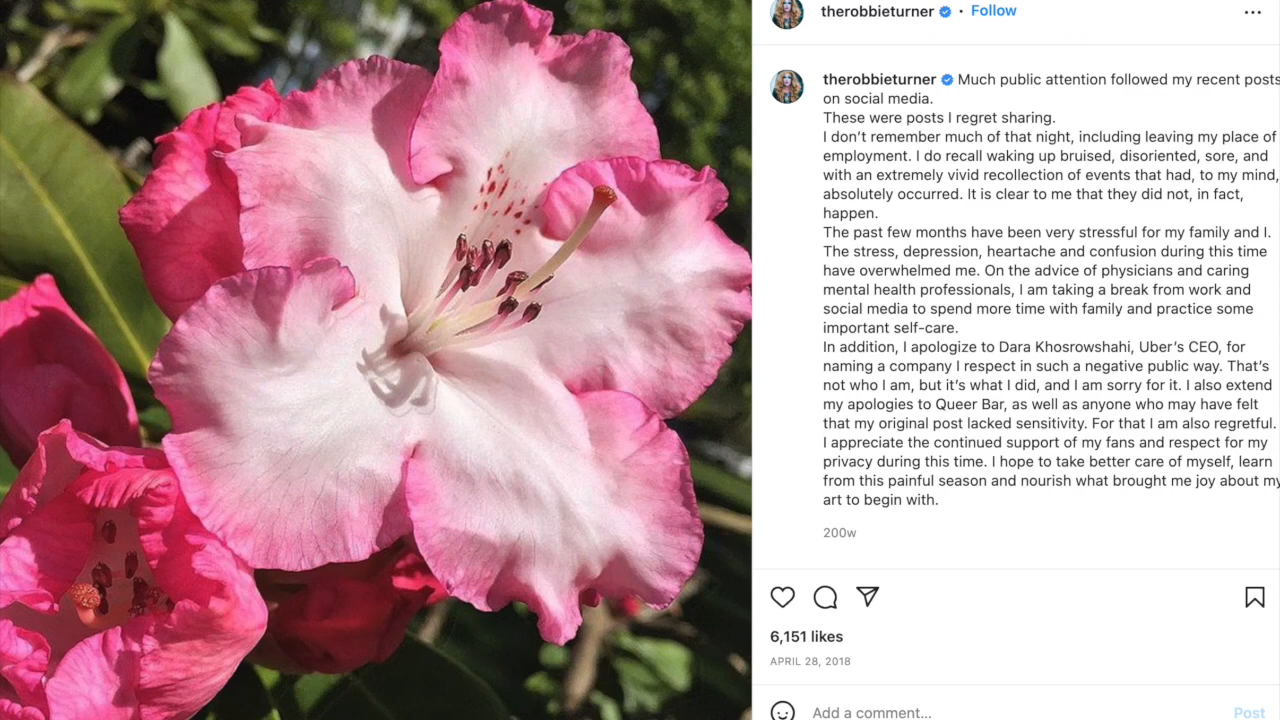 therobbieturner • Follow
therobbieturner Much public attention followed my recent posts
on social media.
These were posts I regret sharing.
I don’t remember much of that night, including leaving my place of
employment. I do recall waking up bruised, disoriented, sore, and
with an extremely vivid recollection of events that had, to my mind,
absolutely occurred. It is clear to me that they did not, in fact,
happen.
The past few months have been very stressful for my family and I.
The stress, depression, heartache and confusion during this time
have overwhelmed me. On the advice of physicians and caring
mental health professionals, I am taking a break from work and
social media to spend more time with family and practice some
important self-care.
In addition, I apologize to Dara Khosrowshahi, Uber’s CEO, for
naming a company I respect in such a negative public way. That’s
not who I am, but it’s what I did, and I am sorry for it. I also extend
my apologies to Queer Bar, as well as anyone who may have felt
that my original post lacked sensitivity. For that I am also regretful.
I appreciate the continued support of my fans and respect for my
privacy during this time. I hope to take better care of myself, learn
from this painful season and nourish what brought me joy about my
art to begin with.
200w
6,151 likes
APRIL 28, 2018
Add a comment... Post